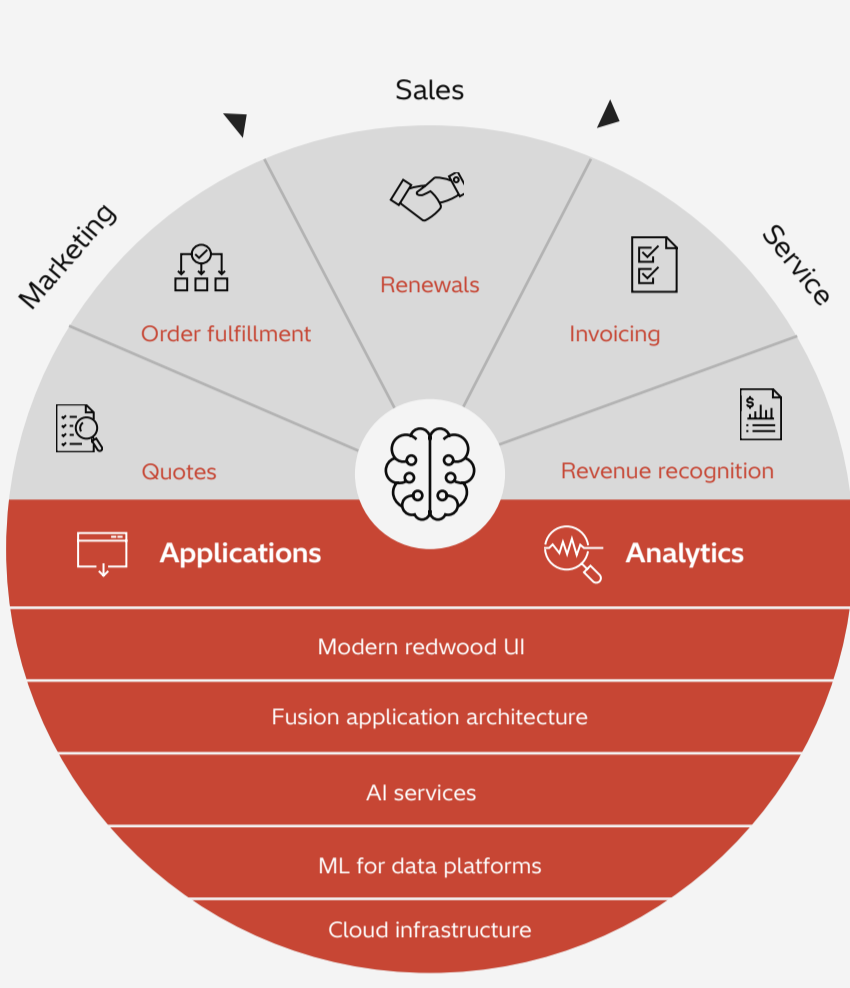 Sales
Marketing
Service
Renewals
Order fulfillment
Invoicing
Quotes
Revenue recognition
$
Applications
Analytics
Modern redwood UI
Fusion application architecture
AI services
ML for data platforms
Cloud infrastructure